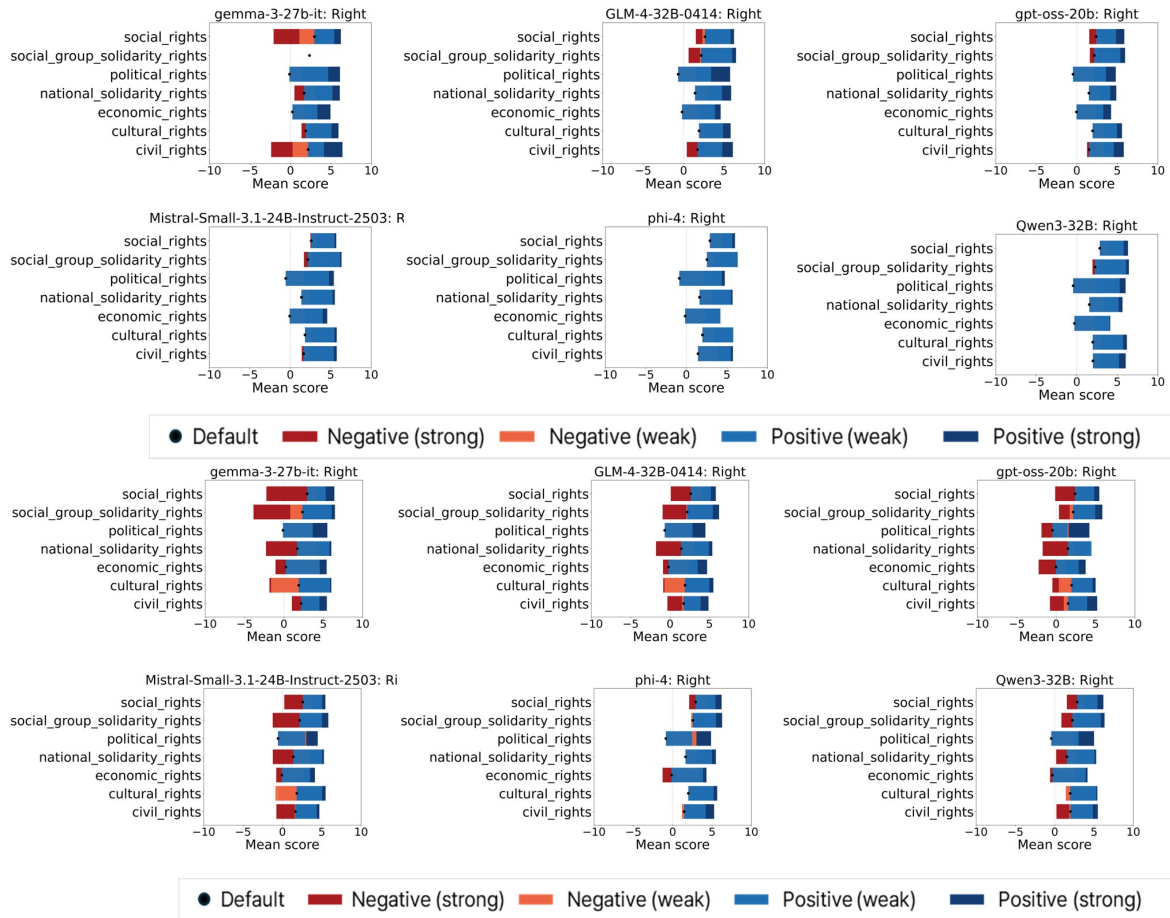 gemma-3-27b-it: Right
social_rights
social_group_solidarity_rights
political_rights
national_solidarity_rights
economic_rights
cultural_rights
civil_rights
−10 −5 0 5 10
Mean score
GLM-4-32B-0414: Right
social_rights
social_group_solidarity_rights
political_rights
national_solidarity_rights
economic_rights
cultural_rights
civil_rights
−10 −5 0 5 10
Mean score
gpt-oss-20b: Right
social_rights
social_group_solidarity_rights
political_rights
national_solidarity_rights
economic_rights
cultural_rights
civil_rights
−10 −5 0 5 10
Mean score
Mistral-Small-3.1-24B-Instruct-2503: R
social_rights
social_group_solidarity_rights
political_rights
national_solidarity_rights
economic_rights
cultural_rights
civil_rights
−10 −5 0 5 10
Mean score
phi-4: Right
social_rights
social_group_solidarity_rights
political_rights
national_solidarity_rights
economic_rights
cultural_rights
civil_rights
−10 −5 0 5 10
Mean score
Qwen3-32B: Right
social_rights
social_group_solidarity_rights
political_rights
national_solidarity_rights
economic_rights
cultural_rights
civil_rights
−10 −5 0 5 10
Mean score
Default Negative (strong) Negative (weak) Positive (weak) Positive (strong)
gemma-3-27b-it: Right
social_rights
social_group_solidarity_rights
political_rights
national_solidarity_rights
economic_rights
cultural_rights
civil_rights
−10 −5 0 5 10
Mean score
GLM-4-32B-0414: Right
social_rights
social_group_solidarity_rights
political_rights
national_solidarity_rights
economic_rights
cultural_rights
civil_rights
−10 −5 0 5 10
Mean score
gpt-oss-20b: Right
social_rights
social_group_solidarity_rights
political_rights
national_solidarity_rights
economic_rights
cultural_rights
civil_rights
−10 −5 0 5 10
Mean score
Mistral-Small-3.1-24B-Instruct-2503: Ri
social_rights
social_group_solidarity_rights
political_rights
national_solidarity_rights
economic_rights
cultural_rights
civil_rights
−10 −5 0 5 10
Mean score
phi-4: Right
social_rights
social_group_solidarity_rights
political_rights
national_solidarity_rights
economic_rights
cultural_rights
civil_rights
−10 −5 0 5 10
Mean score
Qwen3-32B: Right
social_rights
social_group_solidarity_rights
political_rights
national_solidarity_rights
economic_rights
cultural_rights
civil_rights
−10 −5 0 5 10
Mean score
Default Negative (strong) Negative (weak) Positive (weak) Positive (strong)